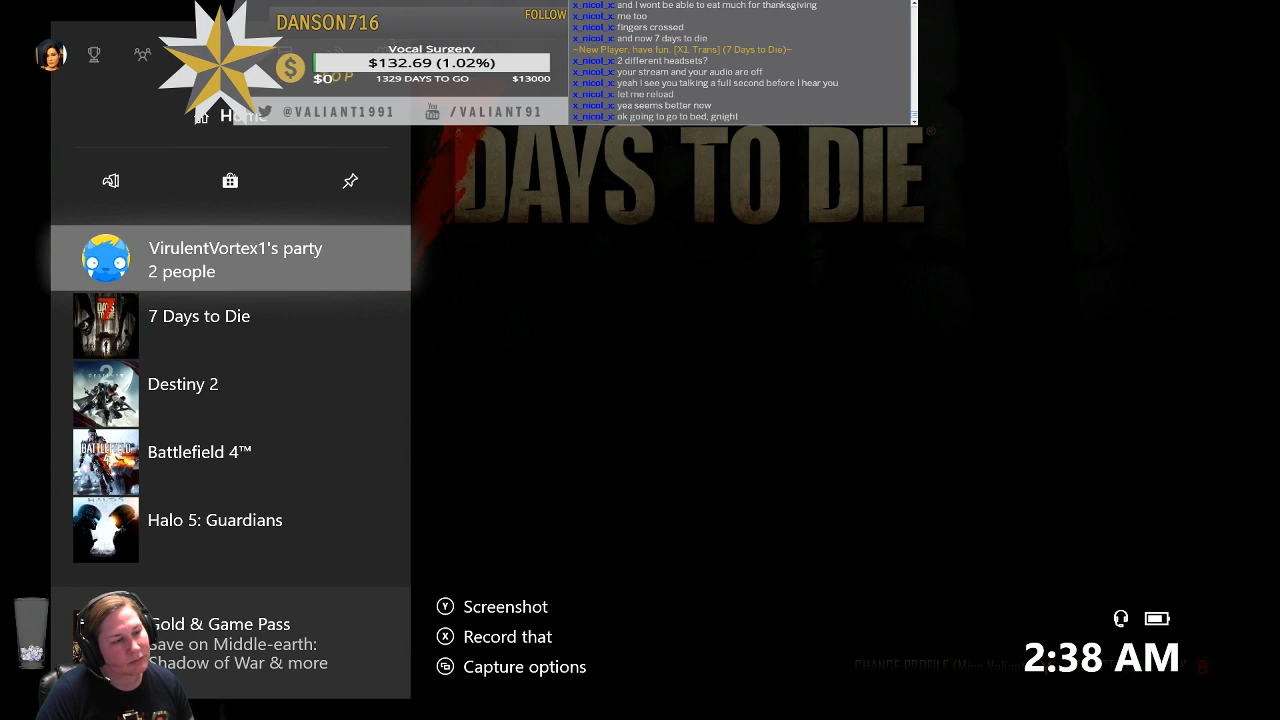 DANSON716
FOLLOW
Vocal Surgery
$132.69 (1.02%)
$0
1329 DAYS TO GO
$13000
@VALIANT1991
/VALIANT91
x_nicol_x: and I wont be able to eat much for thanksgiving
x_nicol_x: me too
x_nicol_x: fingers crossed
x_nicol_x: and now 7 days to die
~New Player, have fun. [X1, Trans] (7 Days to Die)~
x_nicol_x: 2 different headsets?
x_nicol_x: your stream and your audio are off
x_nicol_x: yeah i see you talking a full second before I hear you
x_nicol_x: let me reload
x_nicol_x: yea seems better now
x_nicol_x: ok going to go to bed, gnight
Home
DAYS TO DIE
VirulentVortex1's party
2 people
7 Days to Die
Destiny 2
Battlefield 4™
Halo 5: Guardians
Gold & Game Pass
Save on Middle-earth:
Shadow of War & more
Screenshot
Record that
Capture options
2:38 AM